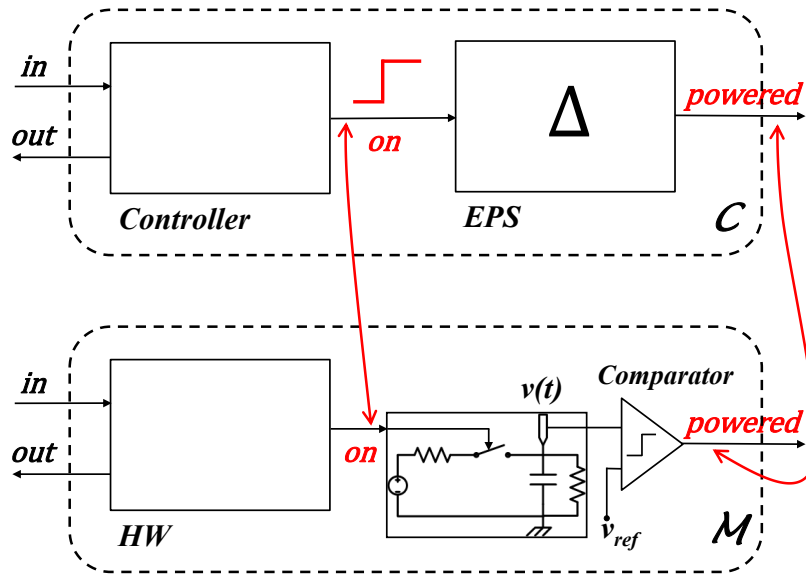 in
out
on
Δ
powered
Controller
EPS
C
in
out
on
v(t)
Comparator
powered
v_ref
HW
M